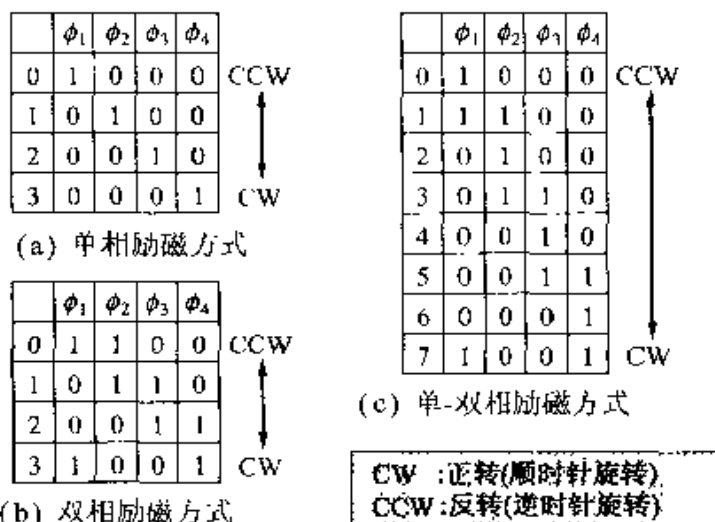 φ1 φ2 φ3 φ4
0 1 0 0 0 CCW
1 0 1 0 0
2 0 0 1 0
3 0 0 0 1 CW
(a) 单相励磁方式
φ1 φ2 φ3 φ4
0 1 1 0 0 CCW
1 0 1 1 0
2 0 0 1 1
3 1 0 0 1 CW
(b) 双相励磁方式
φ1 φ2 φ3 φ4
0 1 0 0 0 CCW
1 1 1 0 0
2 0 1 0 0
3 0 1 1 0
4 0 0 1 0
5 0 0 1 1
6 0 0 0 1
7 1 0 0 1 CW
(c) 单-双相励磁方式
CW :正转(顺时针旋转)
CCW:反转(逆时针旋转)